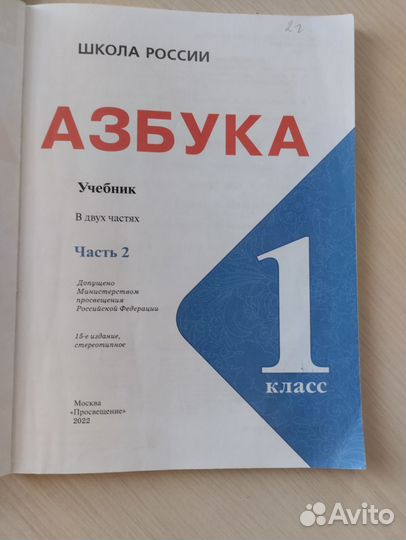 2г
ШКОЛА РОССИИ
АЗБУКА
Учебник
В двух частях
Часть 2
Допущено
Министерством
просвещения
Российской Федерации
15-е издание,
стереотипное
1
класс
Москва
«Просвещение»
2022
Avito